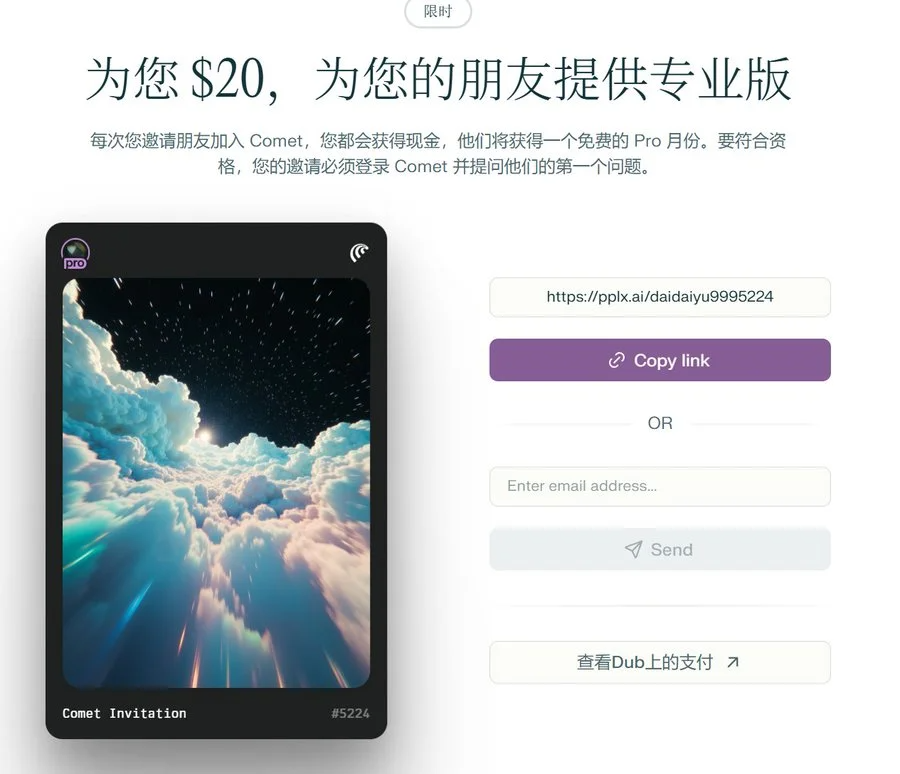 限时
为您 $20，为您的朋友提供专业版
每次您邀请朋友加入 Comet，您都会获得现金，他们将获得一个免费的 Pro 月份。要符合资
格，您的邀请必须登录 Comet 并提问他们的第一个问题。
pro
https://pplx.ai/daidaiyu9995224
Copy link
OR
Enter email address...
Send
查看Dub上的支付
Comet Invitation
#5224